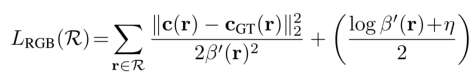 L_RGB(𝓡) = ∑_{r∈𝓡} ‖c(r) − c_GT(r)‖₂² / 2β′(r)² + ( (log β′(r) + η) / 2 )